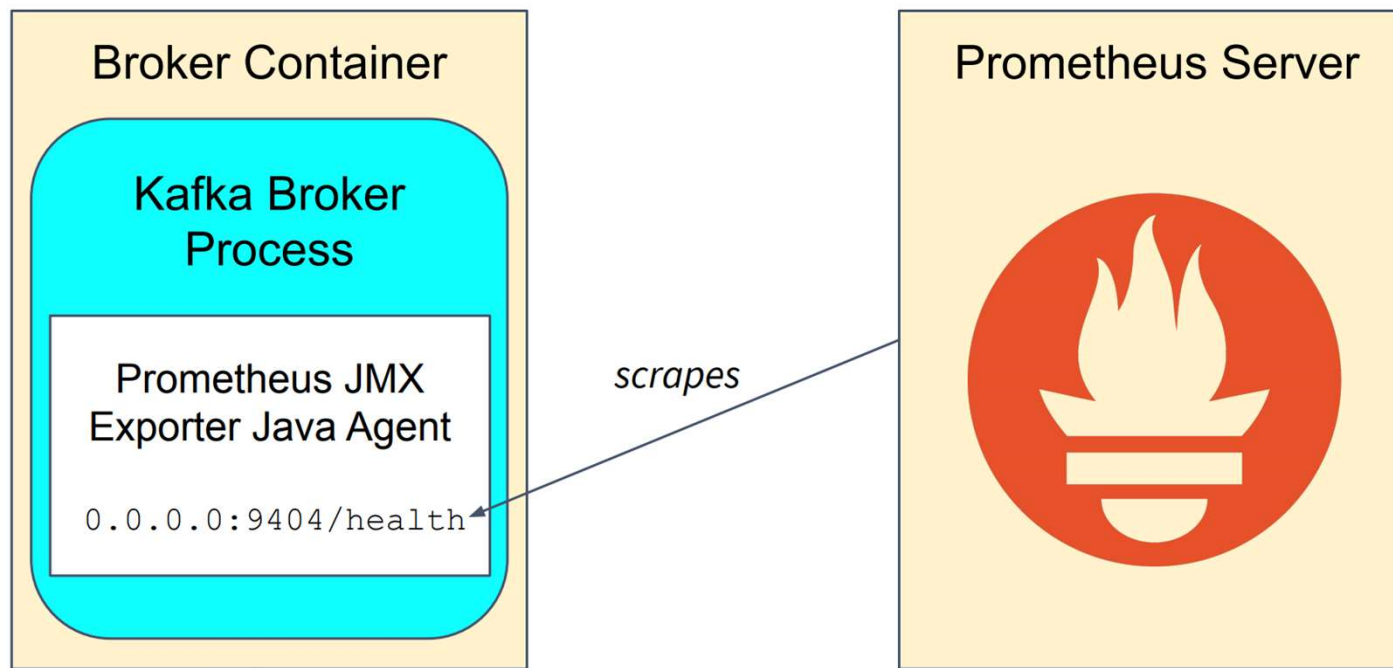 Broker Container
Kafka Broker
Process
Prometheus JMX
Exporter Java Agent
0.0.0.0:9404/health
scrapes
Prometheus Server